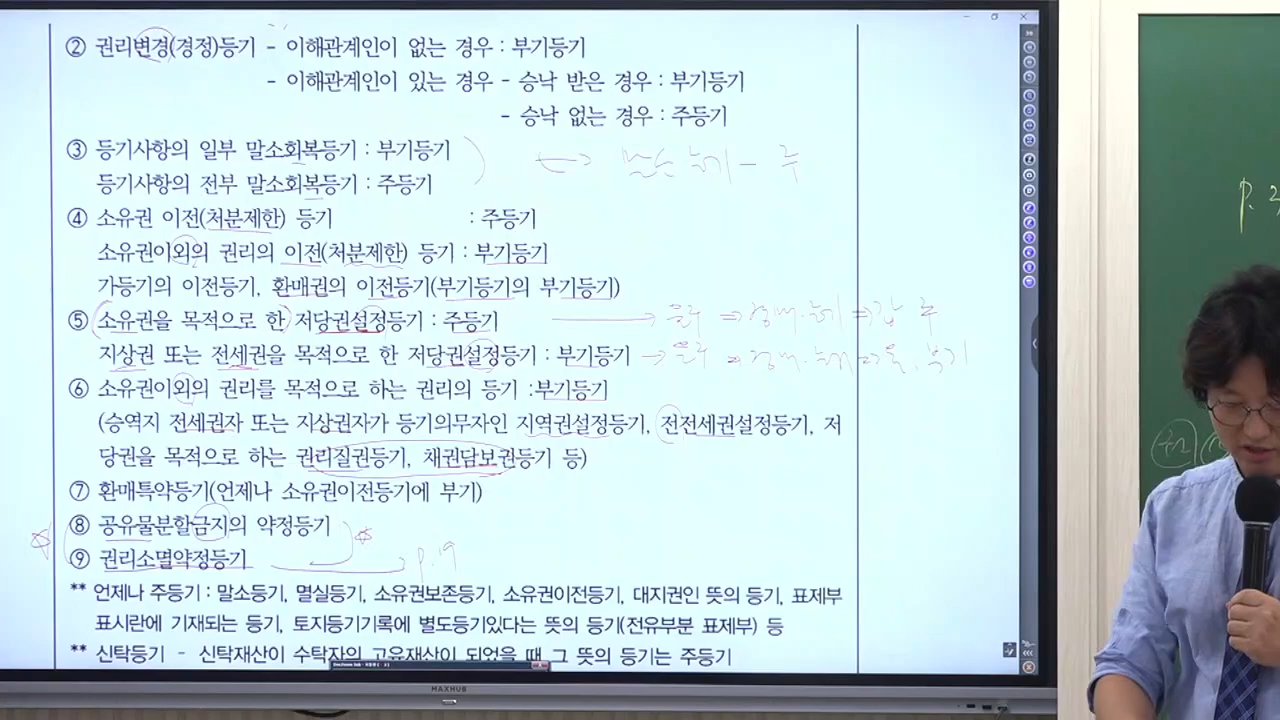 ② 권리변경(경정)등기 - 이해관계인이 없는 경우 : 부기등기
- 이해관계인이 있는 경우 - 승낙 받은 경우 : 부기등기
- 승낙 없는 경우 : 주등기
③ 등기사항의 일부 말소회복등기 : 부기등기
등기사항의 전부 말소회복등기 : 주등기
④ 소유권 이전(처분제한) 등기 : 주등기
소유권이외의 권리의 이전(처분제한) 등기 : 부기등기
가등기의 이전등기, 환매권의 이전등기(부기등기의 부기등기)
⑤ (소유권을 목적으로 한) 저당권설정등기 : 주등기
지상권 또는 전세권을 목적으로 한 저당권설정등기 : 부기등기
⑥ 소유권이외의 권리를 목적으로 하는 권리의 등기 :부기등기
(승역지 전세권자 또는 지상권자가 등기의무자인 지역권설정등기, 전전세권설정등기, 저
당권을 목적으로 하는 권리질권등기, 채권담보권등기 등)
⑦ 환매특약등기(언제나 소유권이전등기에 부기)
⑧ 공유물분할금지의 약정등기
⑨ 권리소멸약정등기 p.19
** 언제나 주등기 : 말소등기, 멸실등기, 소유권보존등기, 소유권이전등기, 대지권인 뜻의 등기, 표제부
표시란에 기재되는 등기, 토지등기기록에 별도등기있다는 뜻의 등기(전유부분 표제부) 등
** 신탁등기 - 신탁재산이 수탁자의 고유재산이 되었을 때 그 뜻의 등기는 주등기
MAXHUB